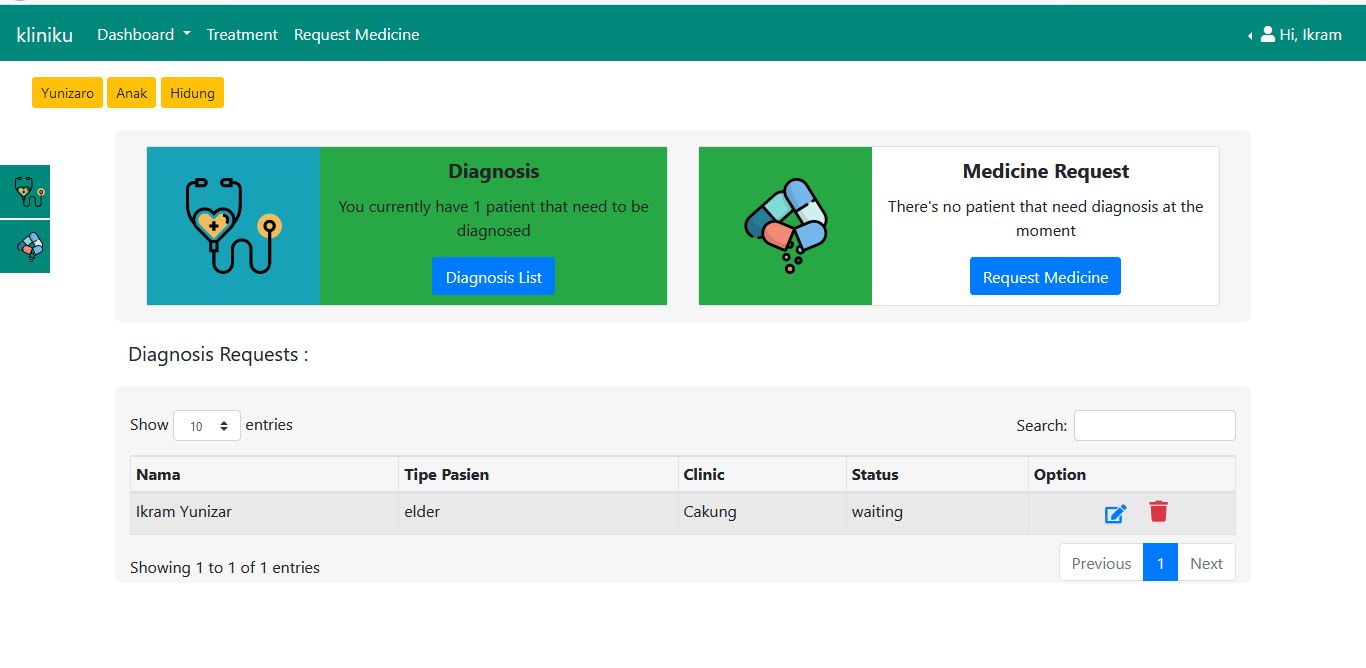 kliniku Dashboard Treatment Request Medicine Hi, Ikram
Yunizaro Anak Hidung
Diagnosis
You currently have 1 patient that need to be
diagnosed
Diagnosis List
Medicine Request
There's no patient that need diagnosis at the
moment
Request Medicine
Diagnosis Requests :
Show 10 entries Search:
Nama Tipe Pasien Clinic Status Option
Ikram Yunizar elder Cakung waiting
Showing 1 to 1 of 1 entries Previous 1 Next